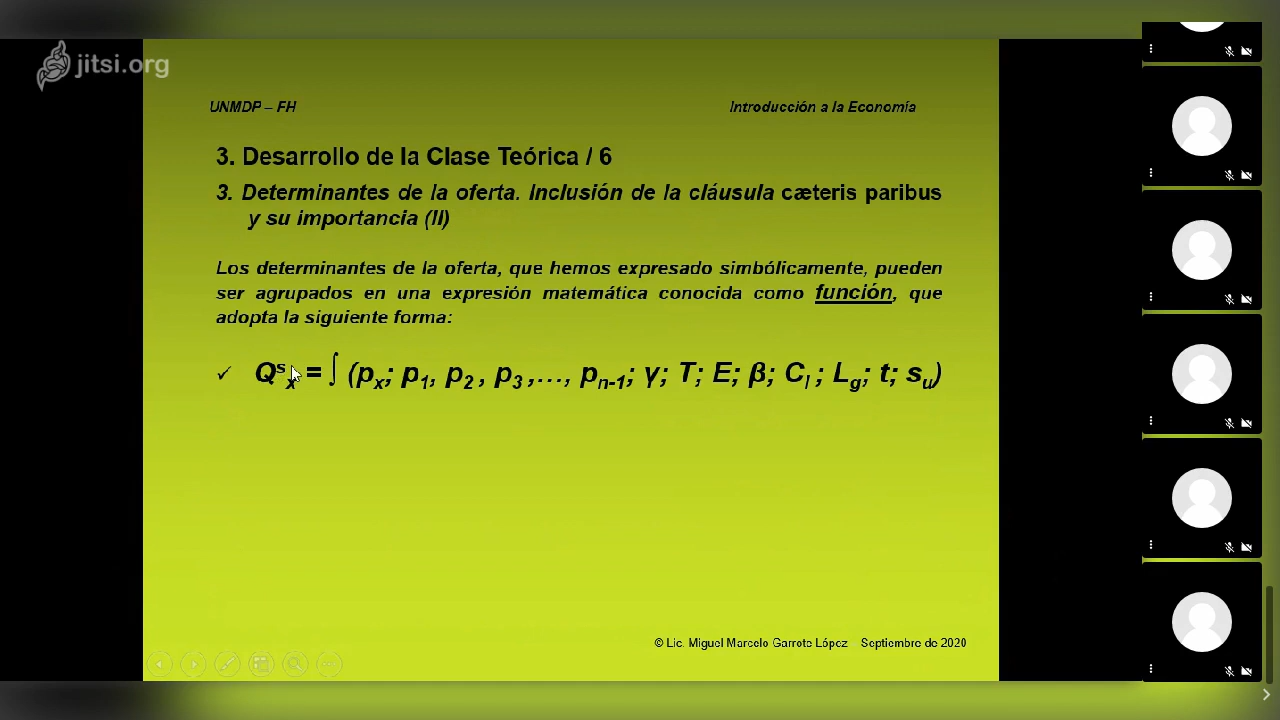 jitsi.org
UNMDP – FH
Introducción a la Economía
3. Desarrollo de la Clase Teórica / 6
3. Determinantes de la oferta. Inclusión de la cláusula cæteris paribus
y su importancia (II)
Los determinantes de la oferta, que hemos expresado simbólicamente, pueden
ser agrupados en una expresión matemática conocida como función, que
adopta la siguiente forma:
✓ Qˢₓ = ∫ (pₓ; p₁, p₂ , p₃ ,…, pₙ₋₁; γ; T; E; β; Cₗ ; L_g; t; sᵤ)
© Lic. Miguel Marcelo Garrote López Septiembre de 2020